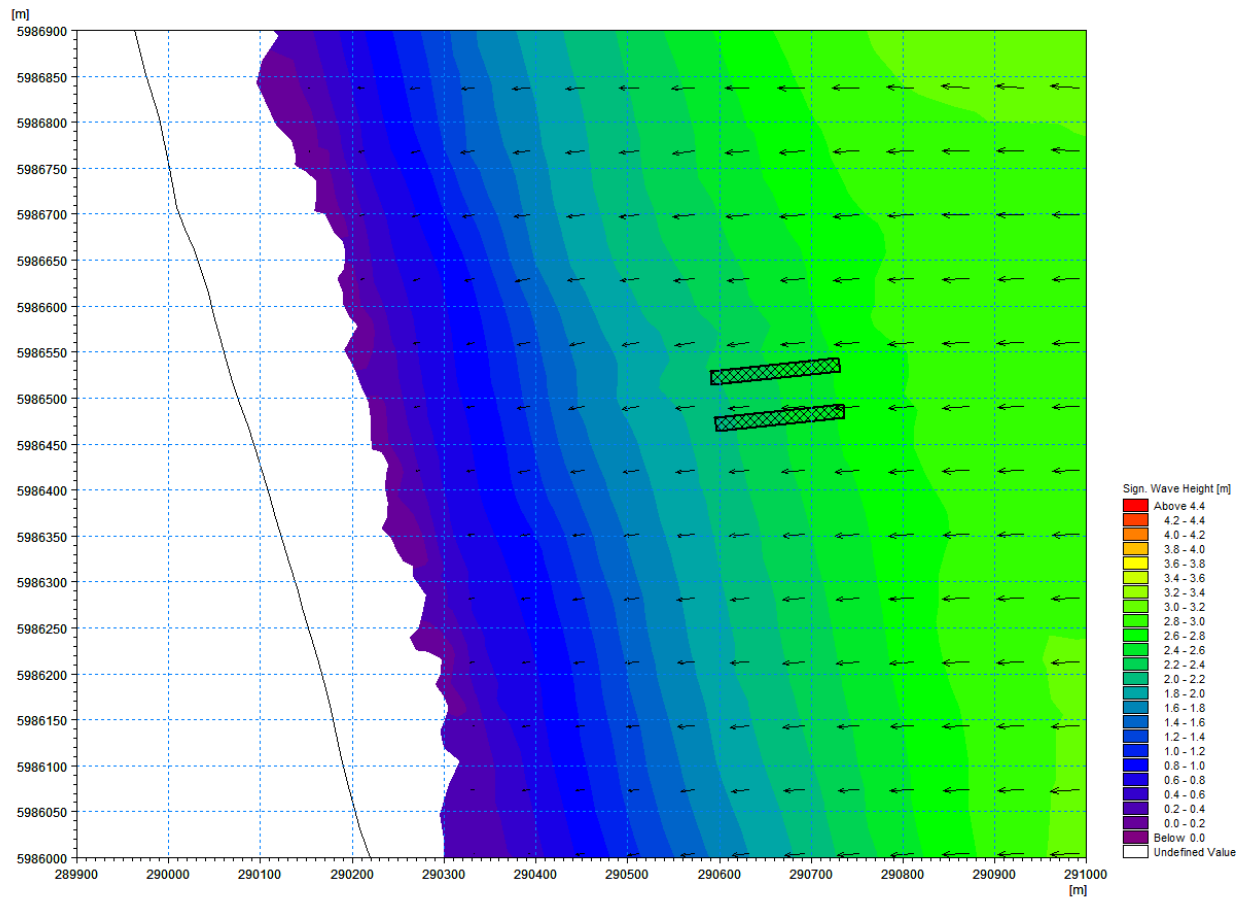 [m]
5986900
5986850
5986800
5986750
5986700
5986650
5986600
5986550
5986500
5986450
5986400
5986350
5986300
5986250
5986200
5986150
5986100
5986050
5986000
289900 290000 290100 290200 290300 290400 290500 290600 290700 290800 290900 291000
[m]
Sign. Wave Height [m]
Above 4.4
4.2 - 4.4
4.0 - 4.2
3.8 - 4.0
3.6 - 3.8
3.4 - 3.6
3.2 - 3.4
3.0 - 3.2
2.8 - 3.0
2.6 - 2.8
2.4 - 2.6
2.2 - 2.4
2.0 - 2.2
1.8 - 2.0
1.6 - 1.8
1.4 - 1.6
1.2 - 1.4
1.0 - 1.2
0.8 - 1.0
0.6 - 0.8
0.4 - 0.6
0.2 - 0.4
0.0 - 0.2
Below 0.0
Undefined Value